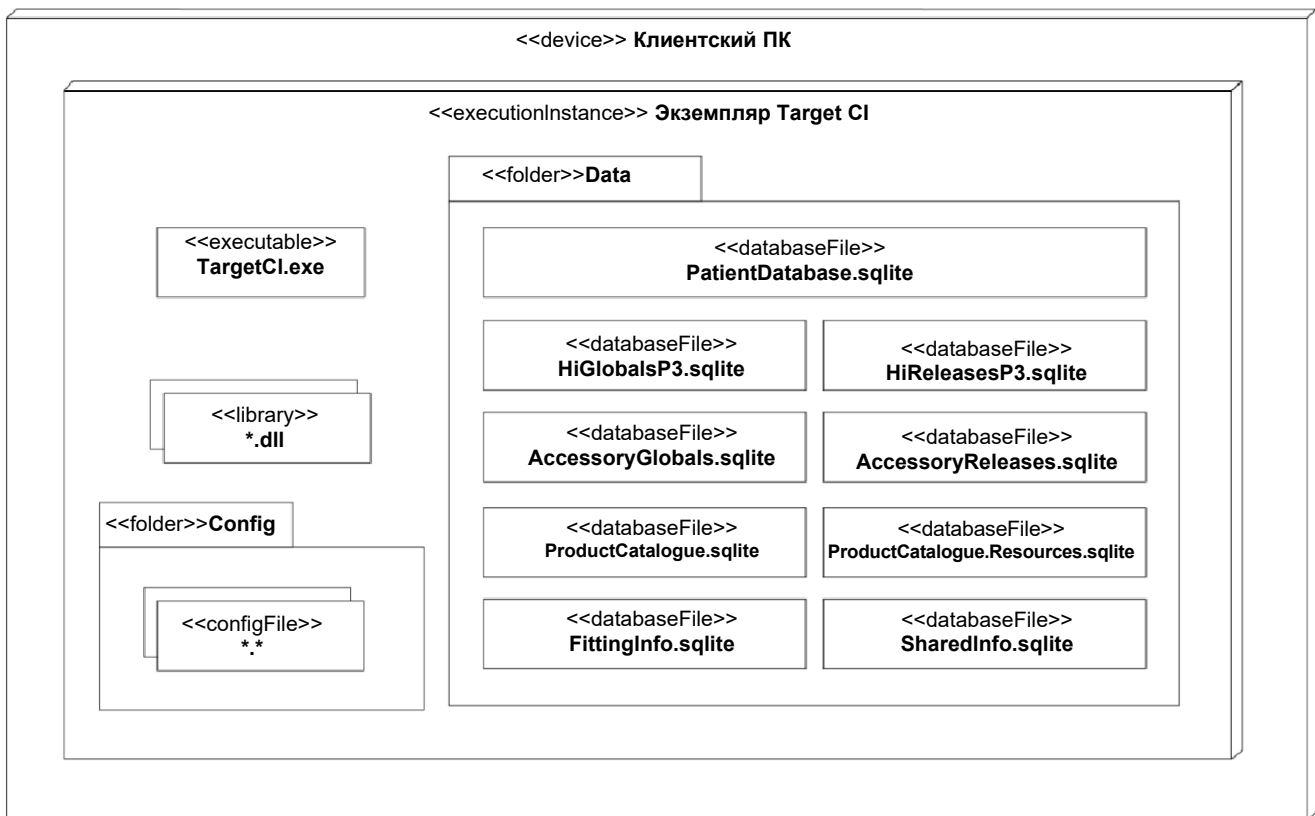 <<device>> Клиентский ПК
<<executionInstance>> Экземпляр Target CI
<<folder>>Data
<<executable>>
TargetCI.exe
<<library>>
*.dll
<<folder>>Config
<<configFile>>
*.*
<<databaseFile>>
PatientDatabase.sqlite
<<databaseFile>>
HiGlobalsP3.sqlite
<<databaseFile>>
HiReleasesP3.sqlite
<<databaseFile>>
AccessoryGlobals.sqlite
<<databaseFile>>
AccessoryReleases.sqlite
<<databaseFile>>
ProductCatalogue.sqlite
<<databaseFile>>
ProductCatalogue.Resources.sqlite
<<databaseFile>>
FittingInfo.sqlite
<<databaseFile>>
SharedInfo.sqlite